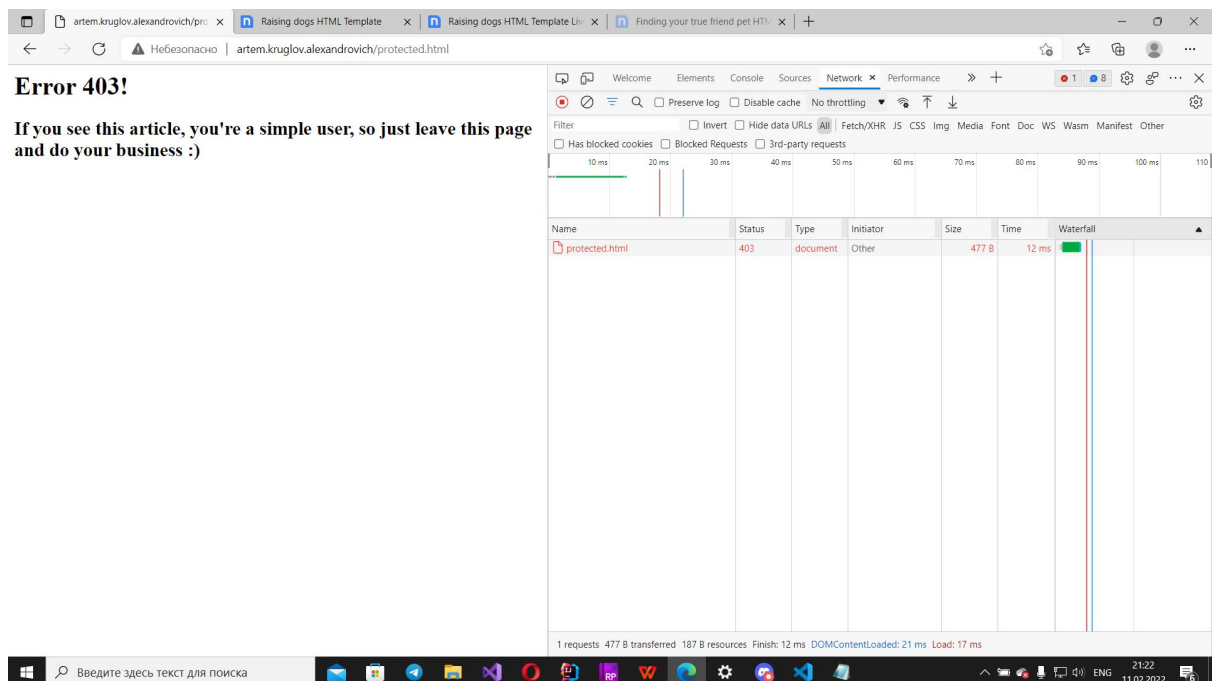 artem.kruglov.alexandrovich/pro
Raising dogs HTML Template
Raising dogs HTML Template Liv
Finding your true friend pet HTM
Небезопасно | artem.kruglov.alexandrovich/protected.html
Error 403!
If you see this article, you're a simple user, so just leave this page
and do your business :)
Welcome Elements Console Sources Network Performance
1 8
Preserve log Disable cache No throttling
Filter Invert Hide data URLs All Fetch/XHR JS CSS Img Media Font Doc WS Wasm Manifest Other
Has blocked cookies Blocked Requests 3rd-party requests
10 ms 20 ms 30 ms 40 ms 50 ms 60 ms 70 ms 80 ms 90 ms 100 ms 110
Name Status Type Initiator Size Time Waterfall
protected.html 403 document Other 477 B 12 ms
1 requests 477 B transferred 187 B resources Finish: 12 ms DOMContentLoaded: 21 ms Load: 17 ms
Введите здесь текст для поиска
RP
ENG
21:22
11.02.2022
6